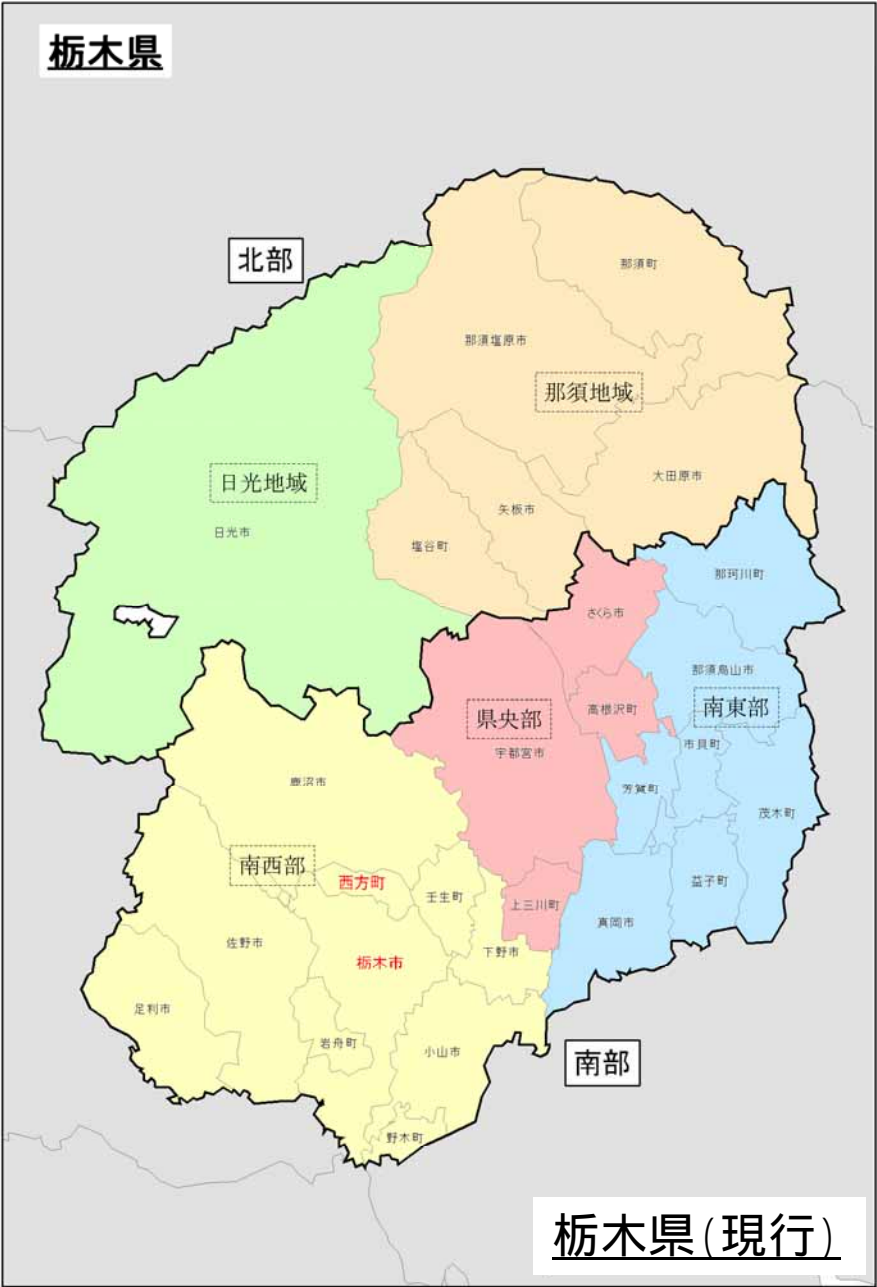 栃木県
北部
那須町
那須塩原市
那須地域
大田原市
日光地域
矢板市
日光市
塩谷町
那珂川町
さくら市
那須烏山市
高根沢町
南東部
県央部
市貝町
宇都宮市
鹿沼市
芳賀町
茂木町
南西部
西方町
益子町
壬生町
上三川町
真岡市
佐野市
下野市
栃木市
足利市
岩舟町
小山市
南部
野木町
栃木県(現行)